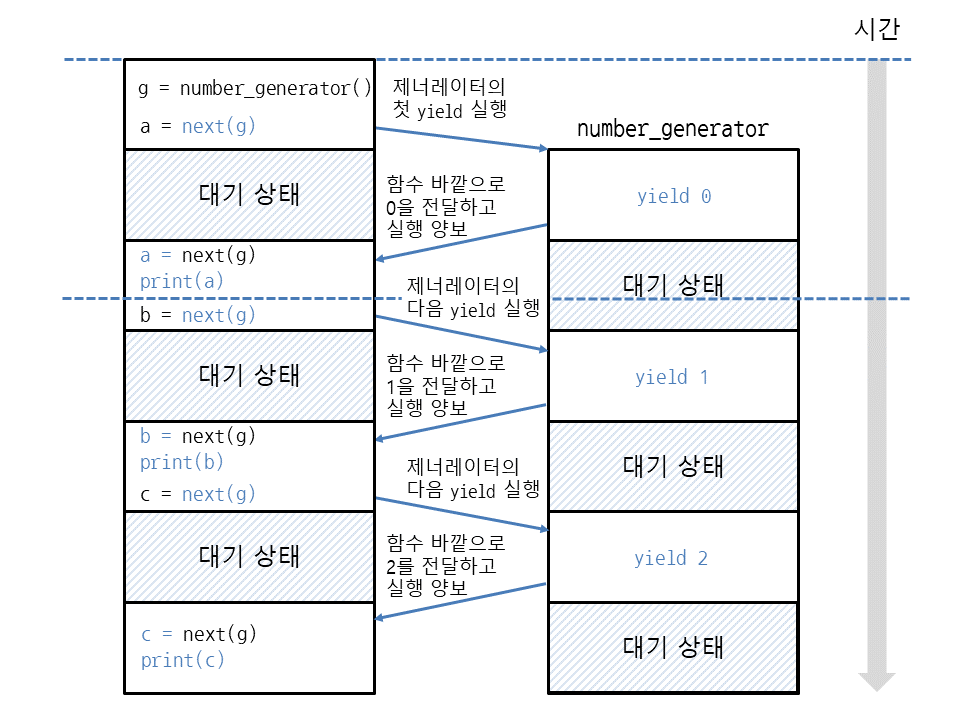 시간
g = number_generator()
a = next(g)
제너레이터의
첫 yield 실행
number_generator
대기 상태
함수 바깥으로
0을 전달하고
실행 양보
yield 0
a = next(g)
print(a)
대기 상태
제너레이터의
다음 yield 실행
b = next(g)
대기 상태
함수 바깥으로
1을 전달하고
실행 양보
yield 1
b = next(g)
print(b)
c = next(g)
제너레이터의
다음 yield 실행
대기 상태
대기 상태
함수 바깥으로
2를 전달하고
실행 양보
yield 2
c = next(g)
print(c)
대기 상태